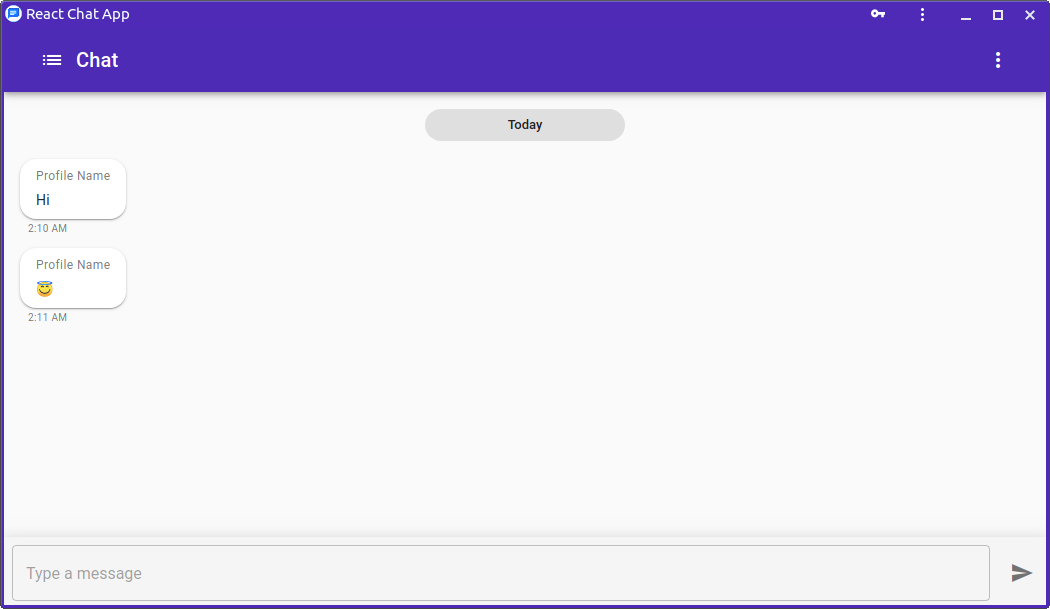 React Chat App
Chat
Today
Profile Name
Hi
2:10 AM
Profile Name
😇
2:11 AM
Type a message